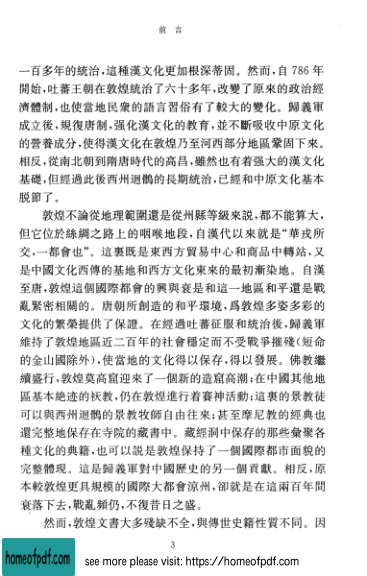 前言
一百多年的統治，這種漢文化更加根深蒂固。然而，自786年
開始，吐蕃王朝在敦煌統治了六十多年，改變了原來的政治經
濟體制，也使當地民衆的語言習俗有了較大的變化。歸義軍
成立後，規復唐制，强化漢文化的教育，並不斷吸收中原文化
的營養成分，使得漢文化在敦煌乃至河西部分地區鞏固下來。
相反，從南北朝到隋唐時代的高昌，雖然也有着强大的漢文化
基礎，但經過此後西州迴鶻的長期統治，已經和中原文化基本
脱節了。
敦煌不論從地理範圍還是從州縣等級來説，都不能算大，
但它位於絲綢之路上的咽喉地段，自漢代以來就是“華戎所
交，一都會也”。這裏既是東西方貿易中心和商品中轉站，又
是中國文化西傳的基地和西方文化東來的最初漸染地。自漢
至唐，敦煌這個國際都會的興與衰是和這一地區和平還是戰
亂緊密相關的。唐朝所創造的和平環境，爲敦煌多姿多彩的
文化的繁榮提供了保證。在經過吐蕃征服和統治後，歸義軍
維持了敦煌地區近二百年的社會穩定而不受戰爭摧殘（短命
的金山國除外），使當地的文化得以保存，得以發展。佛教繼
續盛行，敦煌莫高窟迎來了一個新的造窟高潮；在中國其他地
區基本絶迹的祆教，仍在敦煌進行着賽神活動；這裏的景教徒
可以與西州迴鶻的景教牧師自由往來；甚至摩尼教的經典也
還完整地保存在寺院的藏書中。藏經洞中保存的那些彙聚各
種文化的典籍，也可以説是敦煌保持了一個國際都市面貌的
完整體現。這是歸義軍對中國歷史的另一個貢獻。相反，原
本較敦煌更具規模的國際大都會凉州，卻就是在這兩百年間
衰落下去，戰亂頻仍，不復昔日之盛。
然而，敦煌文書大多殘缺不全，與傳世史籍性質不同。因
3
homeofpdf.com
see more please visit: https://homeofpdf.com